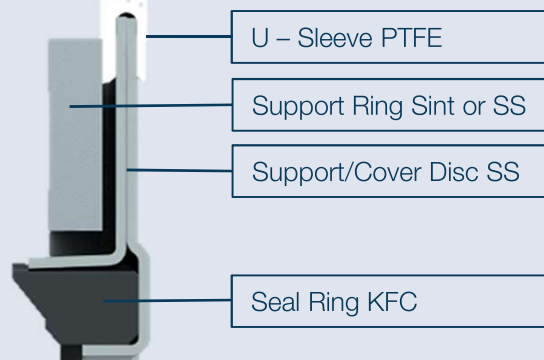 U – Sleeve PTFE
Support Ring Sint or SS
Support/Cover Disc SS
Seal Ring KFC